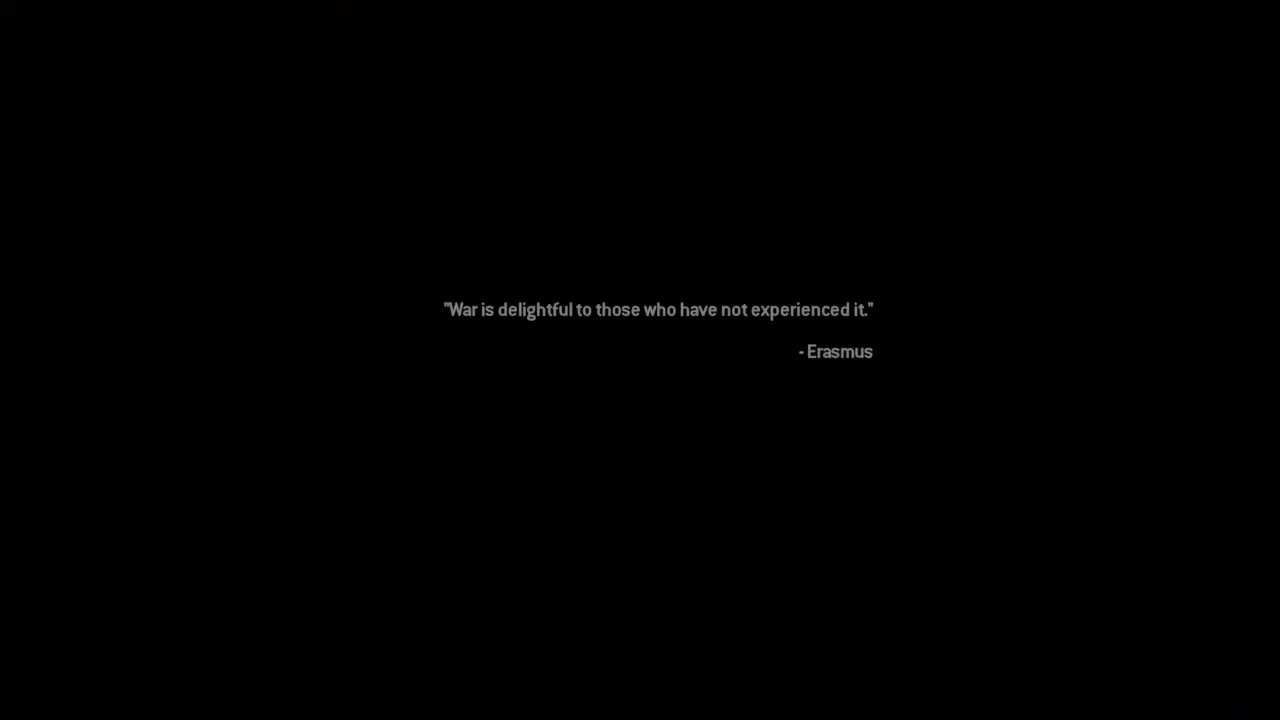 "War is delightful to those who have not experienced it."
- Erasmus